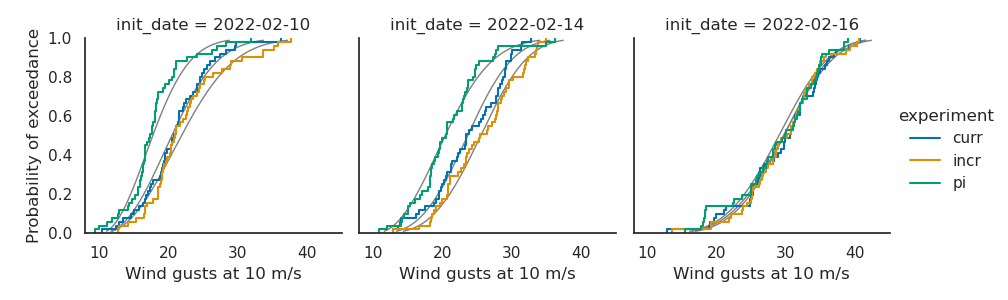 init_date = 2022-02-10
init_date = 2022-02-14
init_date = 2022-02-16
Probability of exceedance
1.0
0.8
0.6
0.4
0.2
0.0
10 20 30 40
10 20 30 40
10 20 30 40
Wind gusts at 10 m/s
Wind gusts at 10 m/s
Wind gusts at 10 m/s
experiment
curr
incr
pi